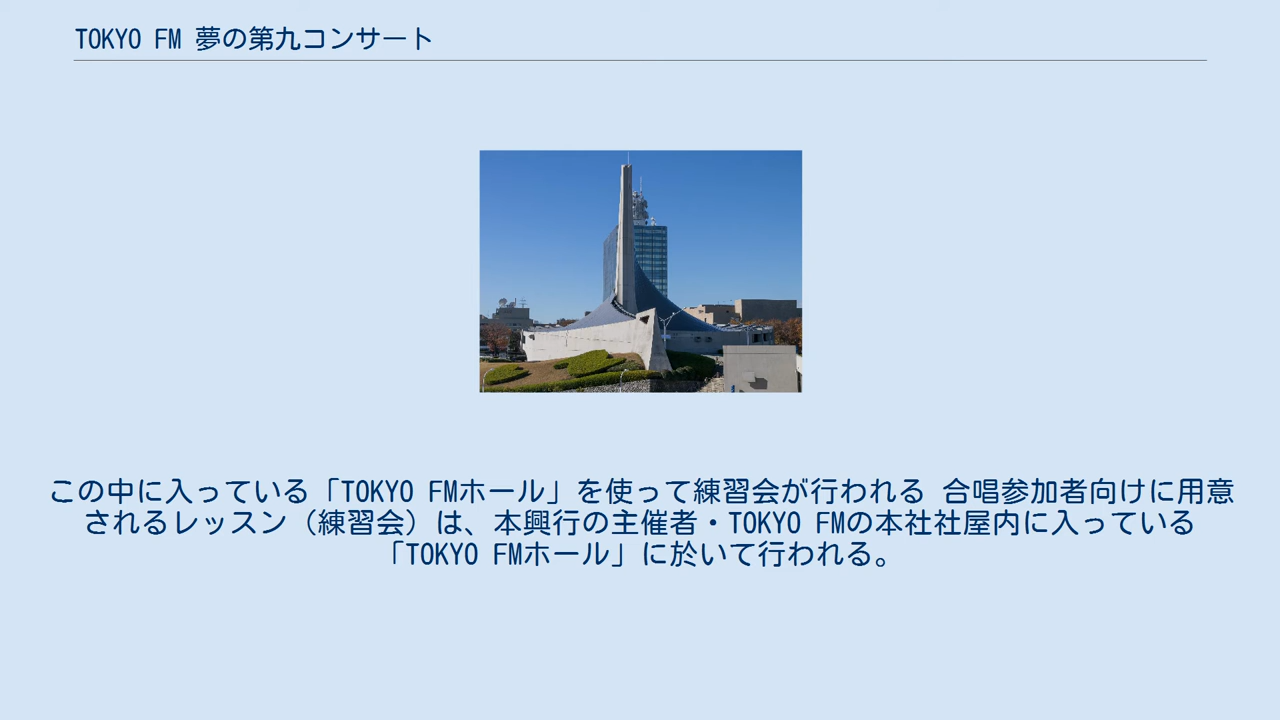 TOKYO FM 夢の第九コンサート
この中に入っている「TOKYO FMホール」を使って練習会が行われる 合唱参加者向けに用意
されるレッスン（練習会）は、本興行の主催者・TOKYO FMの本社社屋内に入っている
「TOKYO FMホール」に於いて行われる。